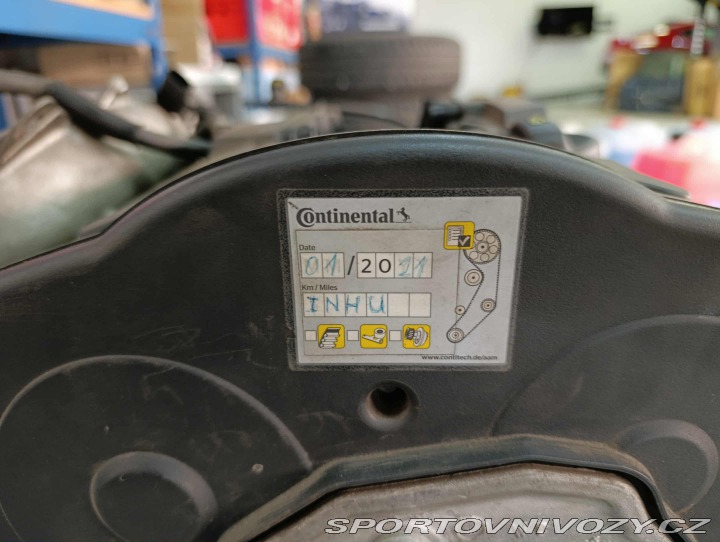 Continental
Date
01/2021
Km/Miles
INHU
www.contitech.de/aam
SPORTOVNIVOZY.CZ